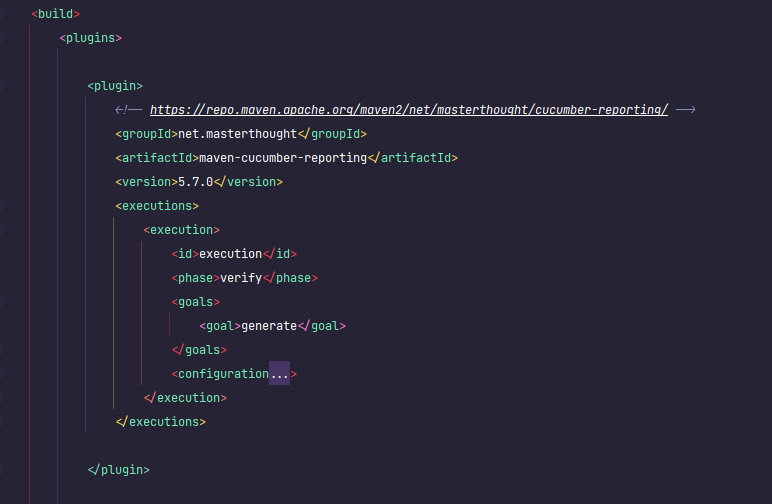 <build>
<plugins>
<plugin>
<!-- https://repo.maven.apache.org/maven2/net/masterthought/cucumber-reporting/ -->
<groupId>net.masterthought</groupId>
<artifactId>maven-cucumber-reporting</artifactId>
<version>5.7.0</version>
<executions>
<execution>
<id>execution</id>
<phase>verify</phase>
<goals>
<goal>generate</goal>
</goals>
<configuration...>
</execution>
</executions>
</plugin>